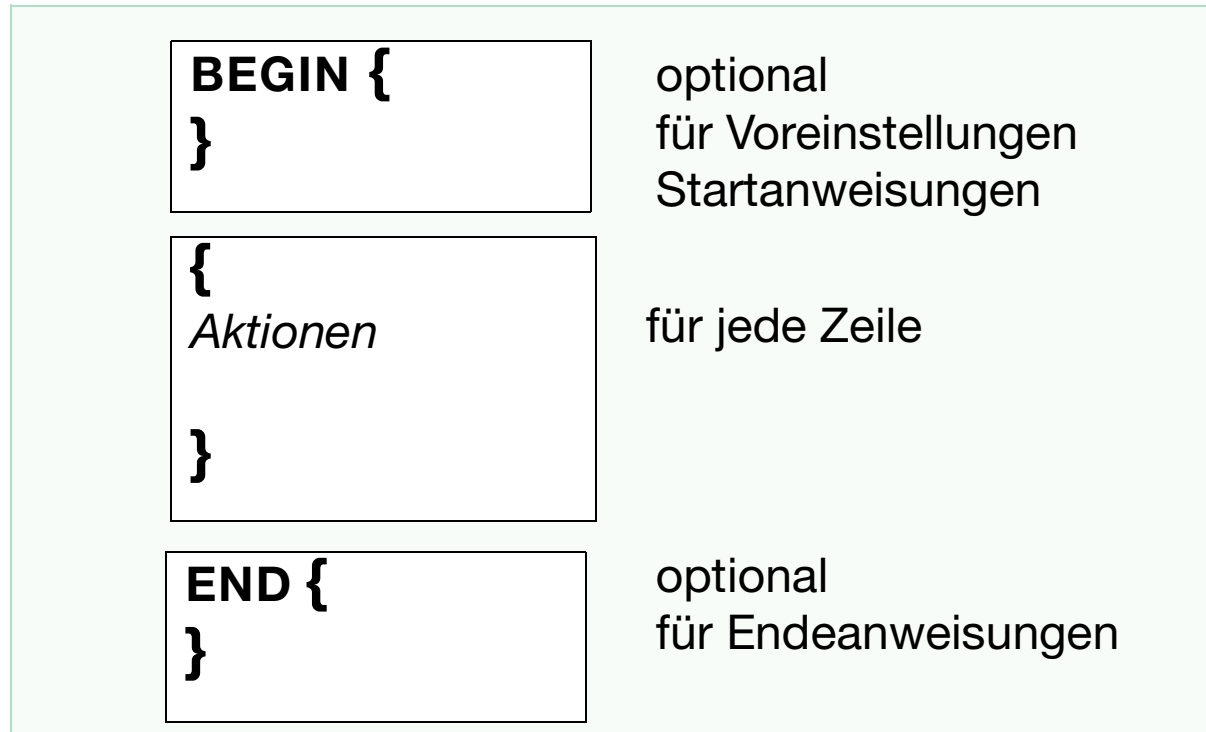 BEGIN {
}
optional
für Voreinstellungen
Startanweisungen
{
Aktionen
}
für jede Zeile
END {
}
optional
für Endeanweisungen